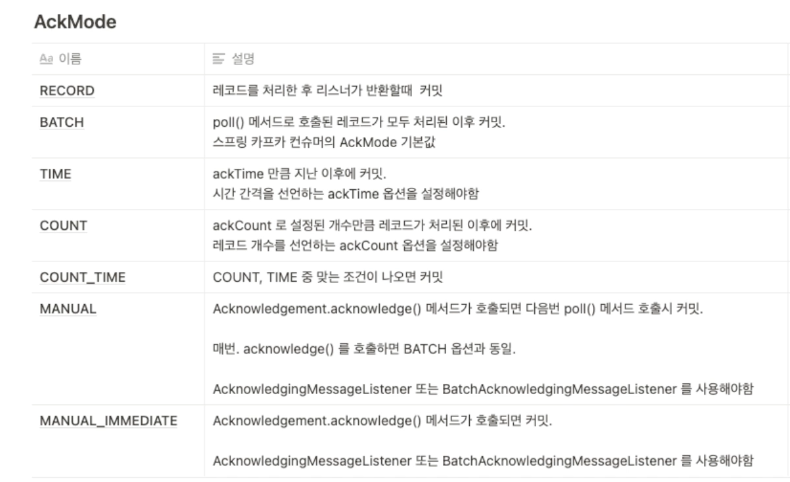 AckMode
Aa 이름 설명
RECORD 레코드를 처리한 후 리스너가 반환할때 커밋
BATCH poll() 메서드로 호출된 레코드가 모두 처리된 이후 커밋.
스프링 카프카 컨슈머의 AckMode 기본값
TIME ackTime 만큼 지난 이후에 커밋.
시간 간격을 선언하는 ackTime 옵션을 설정해야함
COUNT ackCount 로 설정된 개수만큼 레코드가 처리된 이후에 커밋.
레코드 개수를 선언하는 ackCount 옵션을 설정해야함
COUNT_TIME COUNT, TIME 중 맞는 조건이 나오면 커밋
MANUAL Acknowledgement.acknowledge() 메서드가 호출되면 다음번 poll() 메서드 호출시 커밋.
매번. acknowledge() 를 호출하면 BATCH 옵션과 동일.
AcknowledgingMessageListener 또는 BatchAcknowledgingMessageListener 를 사용해야함
MANUAL_IMMEDIATE Acknowledgement.acknowledge() 메서드가 호출되면 커밋.
AcknowledgingMessageListener 또는 BatchAcknowledgingMessageListener 를 사용해야함